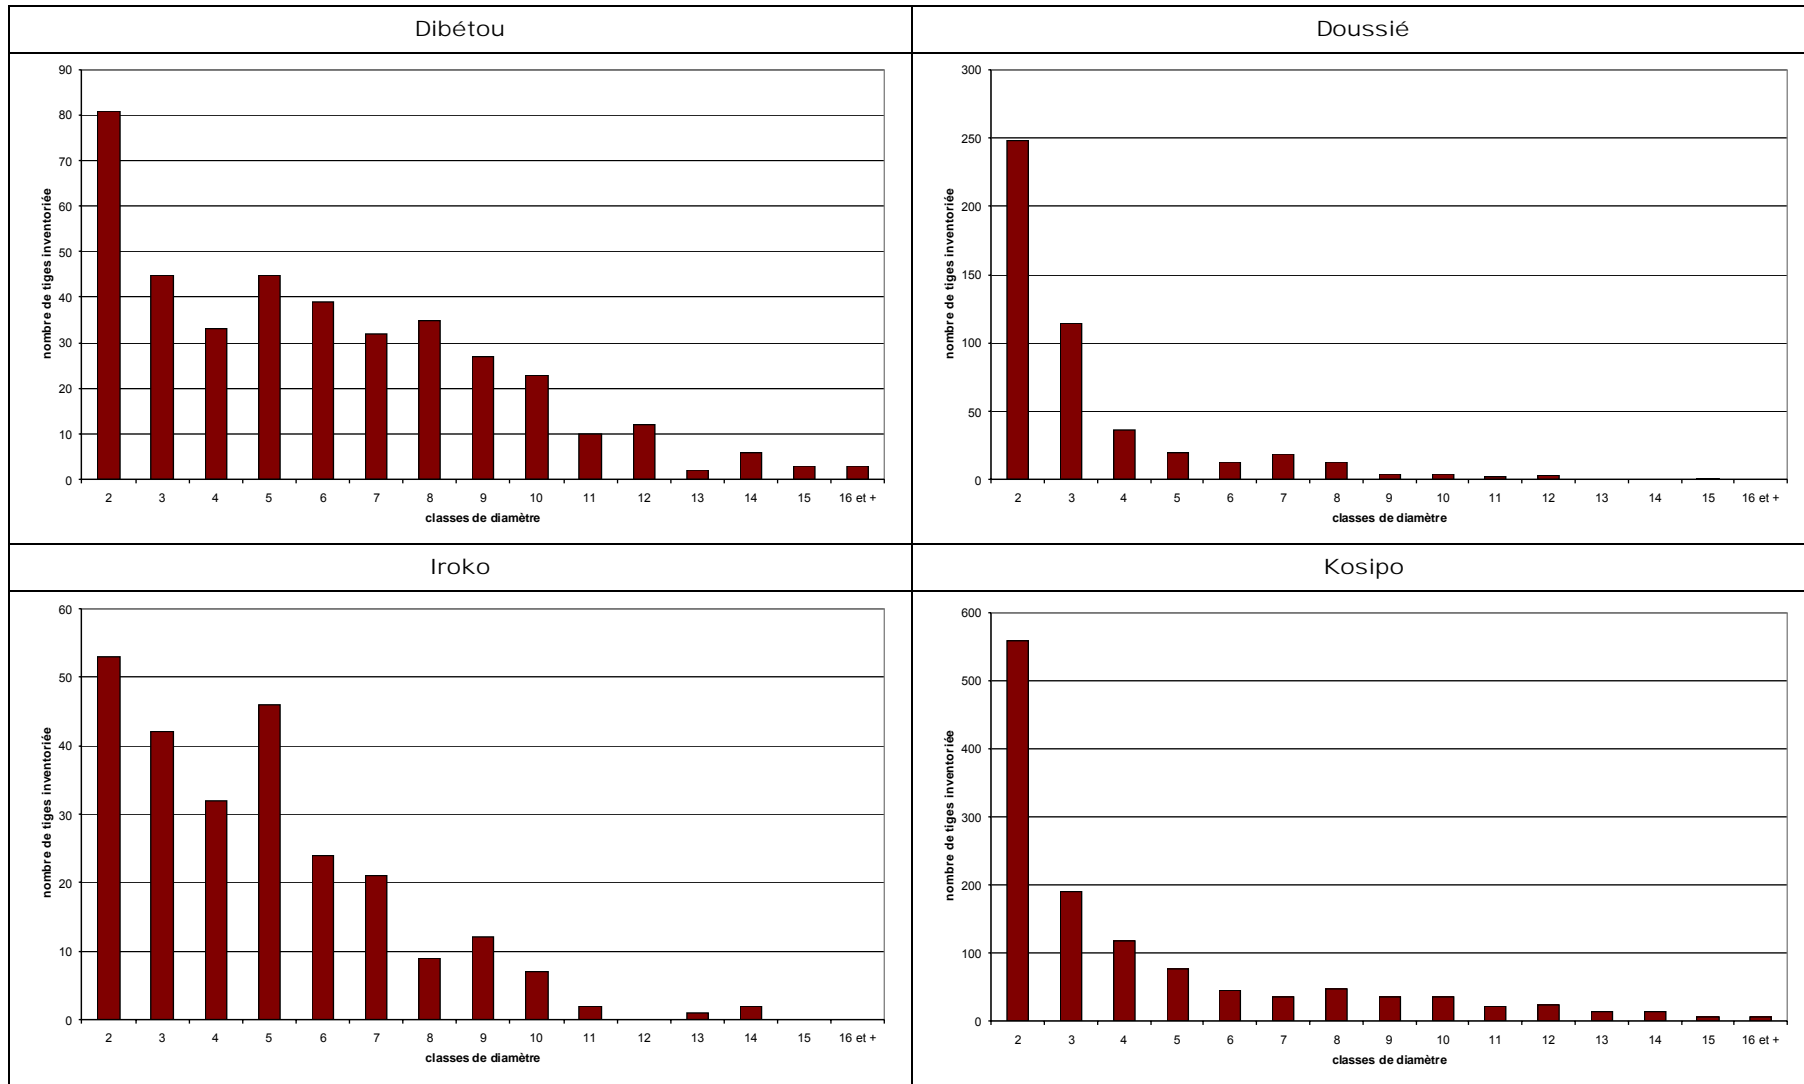 Dibétou
Doussié
90
80
70
60
50
40
30
20
10
0
nombre de tiges inventoriée
2 3 4 5 6 7 8 9 10 11 12 13 14 15 16 et +
classes de diamètre
300
250
200
150
100
50
0
nombre de tiges inventoriée
2 3 4 5 6 7 8 9 10 11 12 13 14 15 16 et +
classes de diamètre
Iroko
Kosipo
60
50
40
30
20
10
0
nombre de tiges inventoriée
2 3 4 5 6 7 8 9 10 11 12 13 14 15 16 et +
classes de diamètre
600
500
400
300
200
100
0
nombre de tiges inventoriée
2 3 4 5 6 7 8 9 10 11 12 13 14 15 16 et +
classes de diamètre